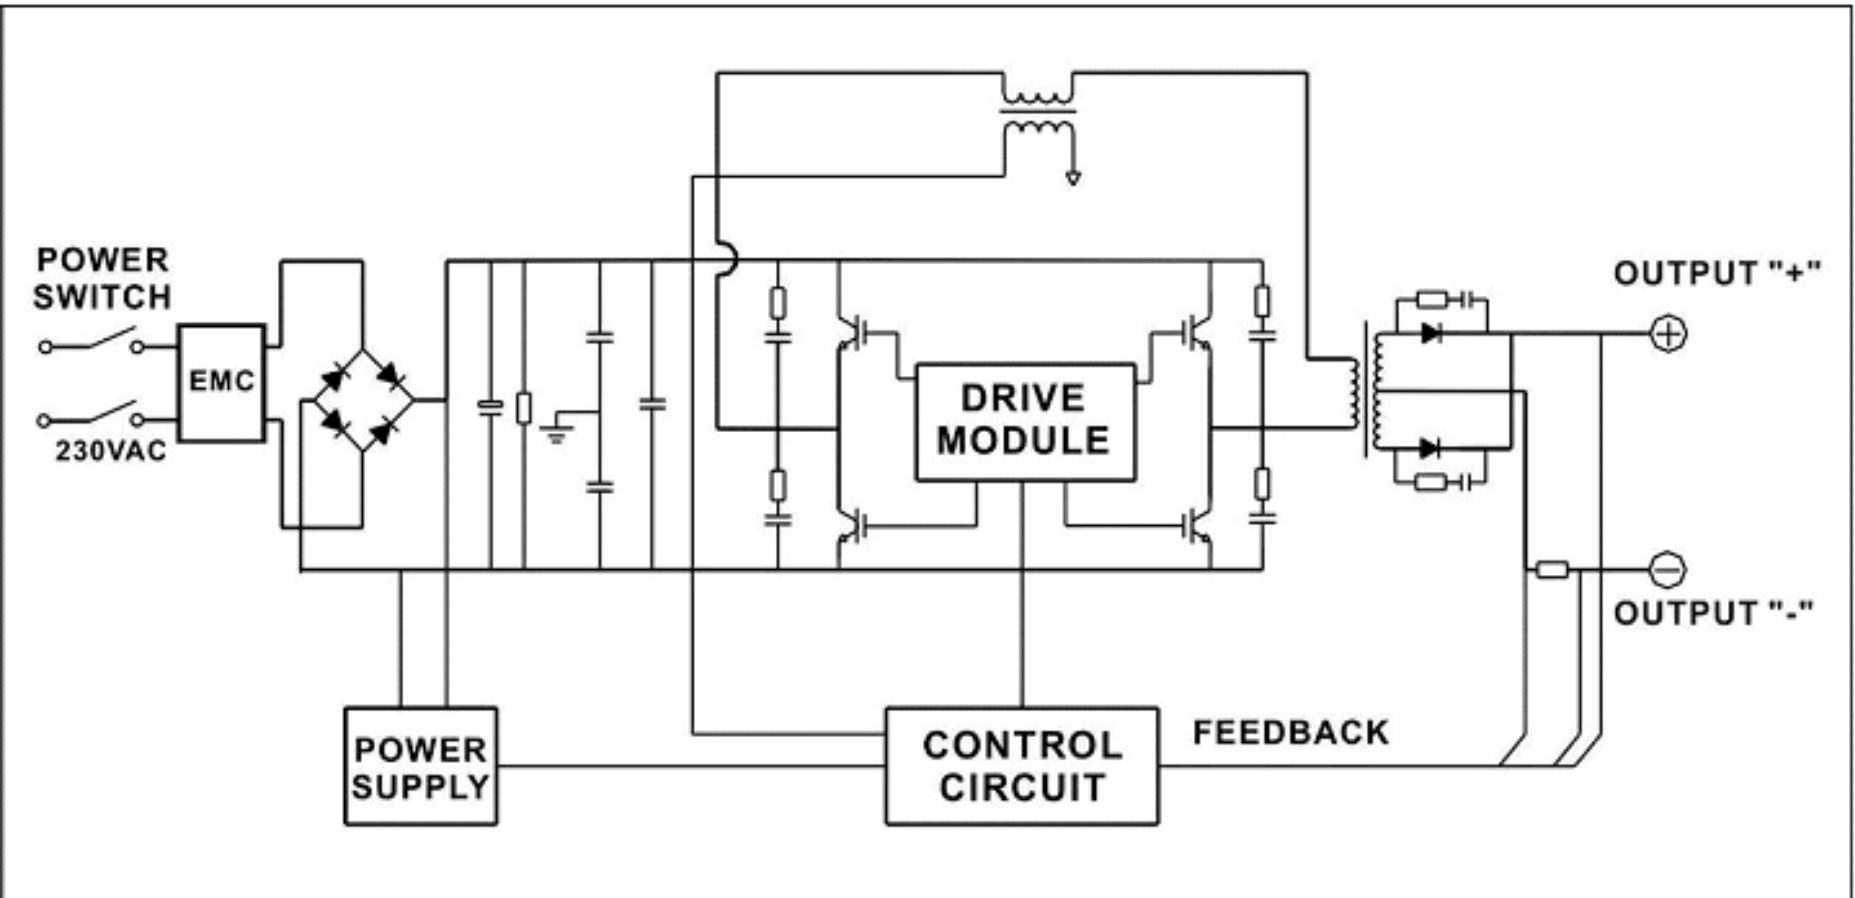 POWER
SWITCH
EMC
230VAC
DRIVE
MODULE
OUTPUT "+"
OUTPUT "-"
POWER
SUPPLY
CONTROL
CIRCUIT
FEEDBACK